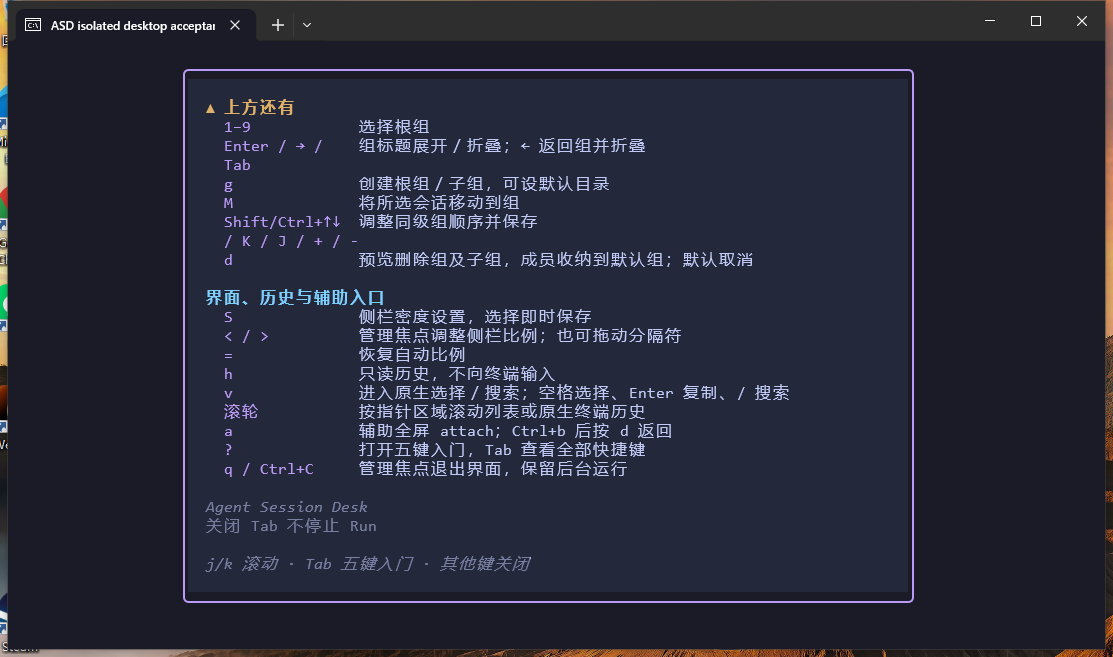 ASD isolated desktop acceptar
▲ 上方还有
1-9 选择根组
Enter / → / 组标题展开 / 折叠; ← 返回组并折叠
Tab
g 创建根组 / 子组, 可设默认目录
M 将所选会话移动到组
Shift/Ctrl+↑↓ 调整同级组顺序并保存
/ K / J / + / -
d 预览删除组及子组, 成员收纳到默认组; 默认取消
界面、历史与辅助入口
S 侧栏密度设置, 选择即时保存
< / > 管理焦点调整侧栏比例; 也可拖动分隔符
= 恢复自动比例
h 只读历史, 不向终端输入
v 进入原生选择 / 搜索; 空格选择、Enter 复制、/ 搜索
滚轮 按指针区域滚动列表或原生终端历史
a 辅助全屏 attach; Ctrl+b 后按 d 返回
? 打开五键入门, Tab 查看全部快捷键
q / Ctrl+C 管理焦点退出界面, 保留后台运行
Agent Session Desk
关闭 Tab 不停止 Run
j/k 滚动 · Tab 五键入门 · 其他键关闭